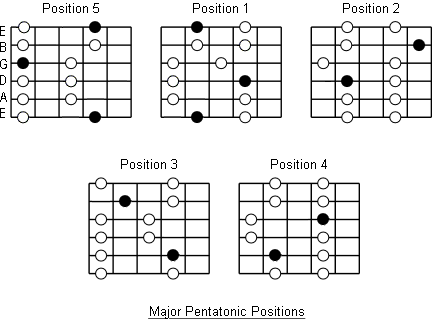 Position 5 Position 1 Position 2
E
B
G
D
A
E
Position 3 Position 4
Major Pentatonic Positions